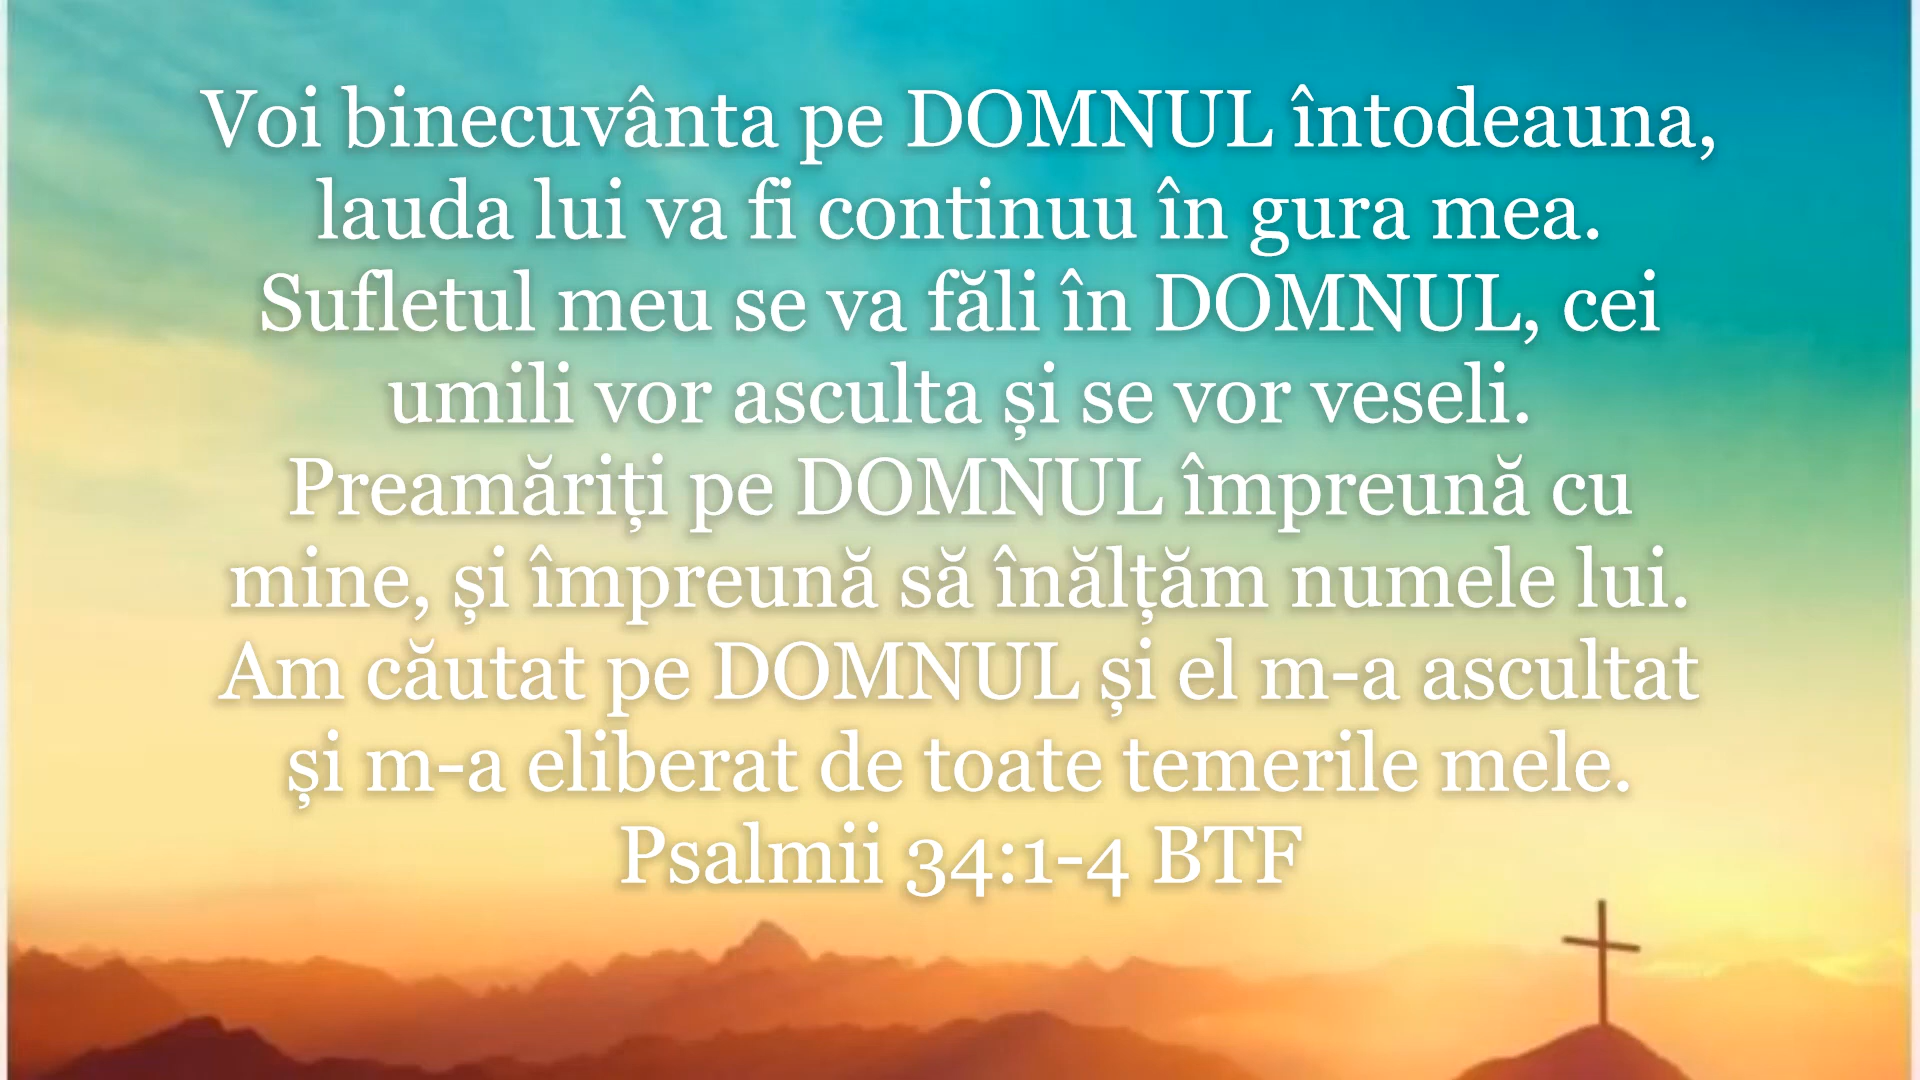 Voi binecuvânta pe DOMNUL întodeauna,
lauda lui va fi continuu în gura mea.
Sufletul meu se va făli în DOMNUL, cei
umili vor asculta și se vor veseli.
Preamăriți pe DOMNUL împreună cu
mine, și împreună să înălțăm numele lui.
Am căutat pe DOMNUL și el m-a ascultat
și m-a eliberat de toate temerile mele.
Psalmii 34:1-4 BTF